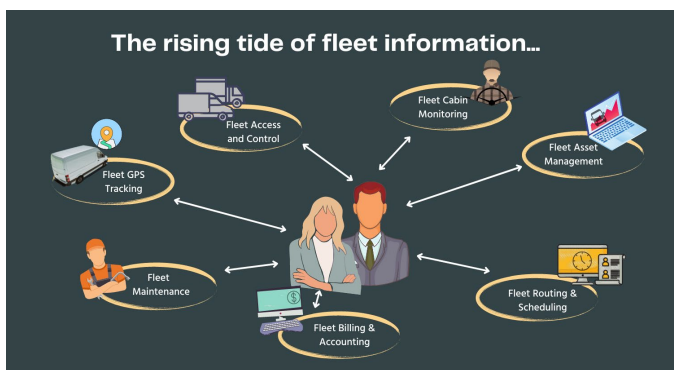 The rising tide of fleet information...
Fleet Access
and Control
Fleet Cabin
Monitoring
Fleet Asset
Management
Fleet GPS
Tracking
Fleet
Maintenance
Fleet Routing &
Scheduling
Fleet Billing &
Accounting
$